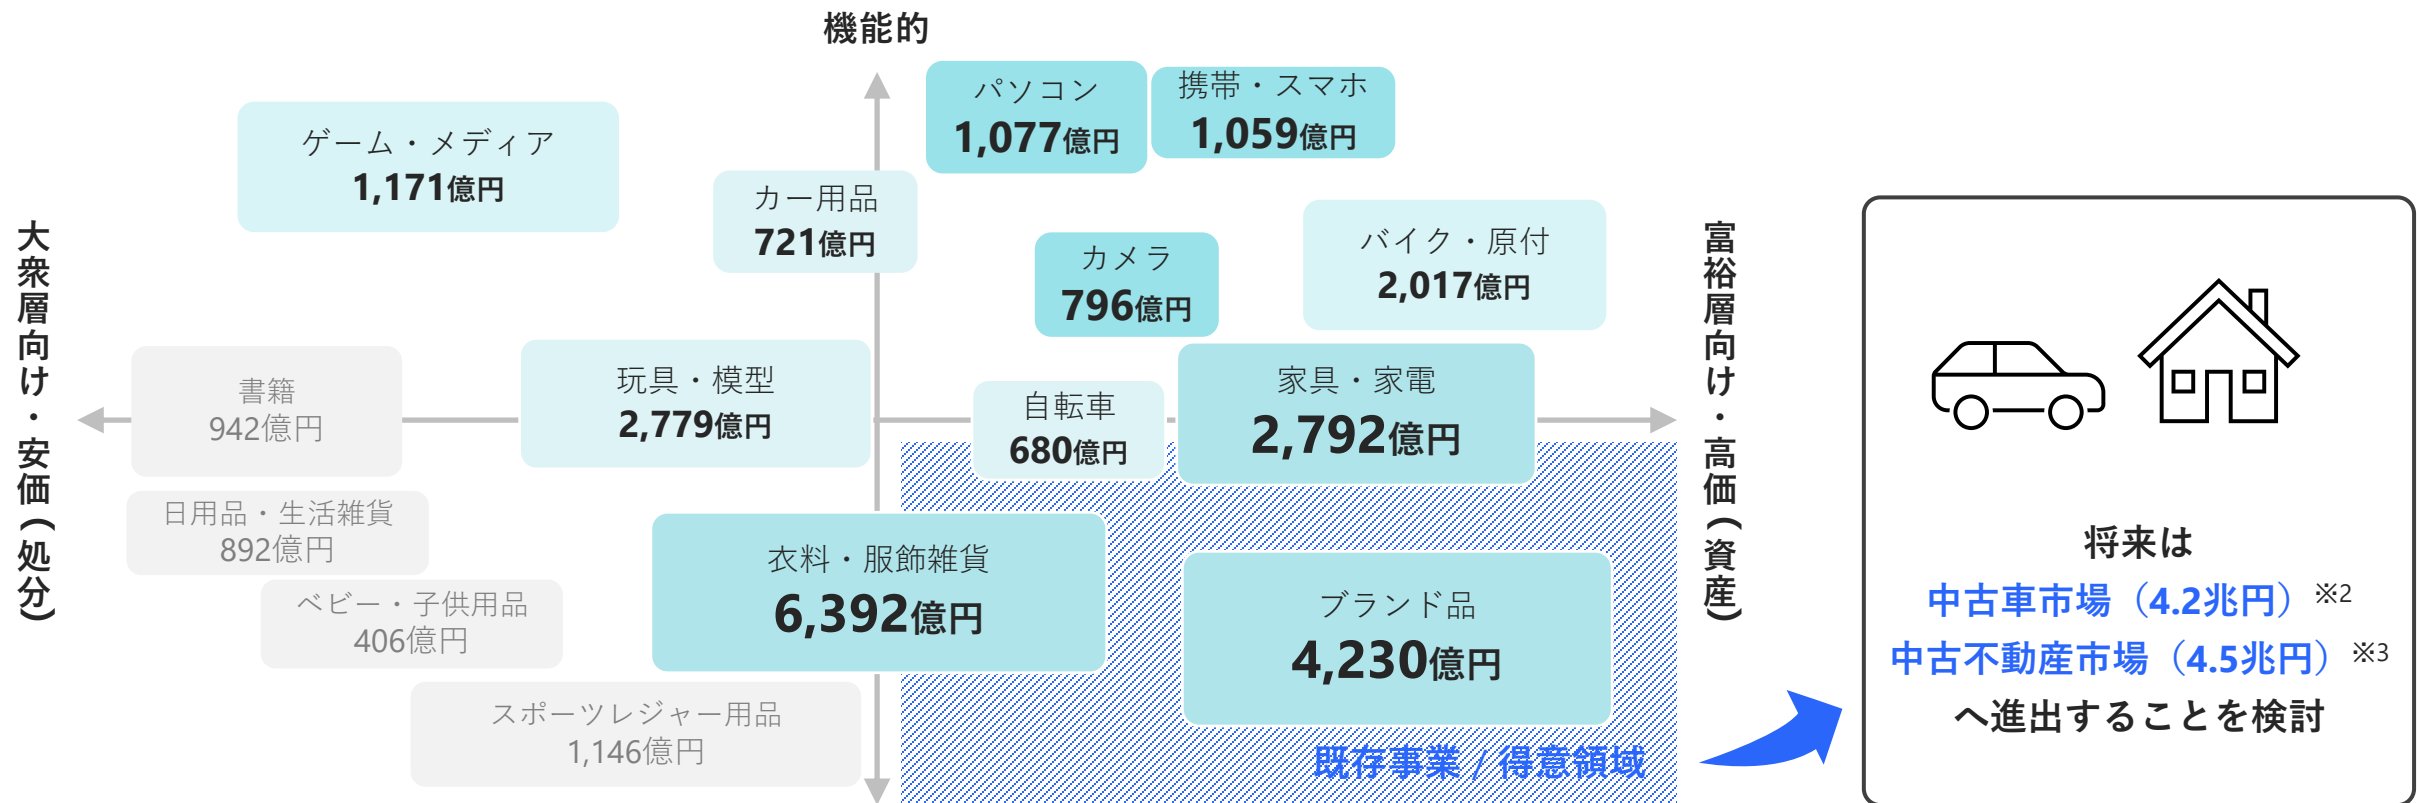 機能的
パソコン
1,077億円
携帯・スマホ
1,059億円
ゲーム・メディア
1,171億円
カー用品
721億円
カメラ
796億円
バイク・原付
2,017億円
大衆層向け・安価（処分）
富裕層向け・高価（資産）
書籍
942億円
玩具・模型
2,779億円
自転車
680億円
家具・家電
2,792億円
日用品・生活雑貨
892億円
衣料・服飾雑貨
6,392億円
ブランド品
4,230億円
ベビー・子供用品
406億円
スポーツレジャー用品
1,146億円
既存事業 / 得意領域
将来は
中古車市場（4.2兆円）※2
中古不動産市場（4.5兆円）※3
へ進出することを検討